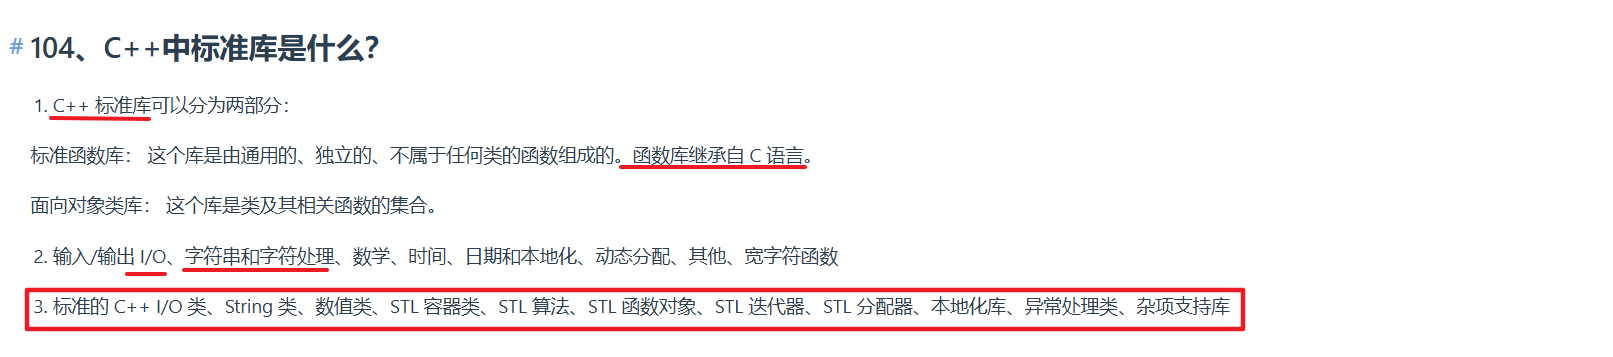 # 104、C++中标准库是什么？
1. C++ 标准库可以分为两部分：
标准函数库： 这个库是由通用的、独立的、不属于任何类的函数组成的。函数库继承自 C 语言。
面向对象类库： 这个库是类及其相关函数的集合。
2. 输入/输出 I/O、字符串和字符处理、数学、时间、日期和本地化、动态分配、其他、宽字符函数
3. 标准的 C++ I/O 类、String 类、数值类、STL 容器类、STL 算法、STL 函数对象、STL 迭代器、STL 分配器、本地化库、异常处理类、杂项支持库